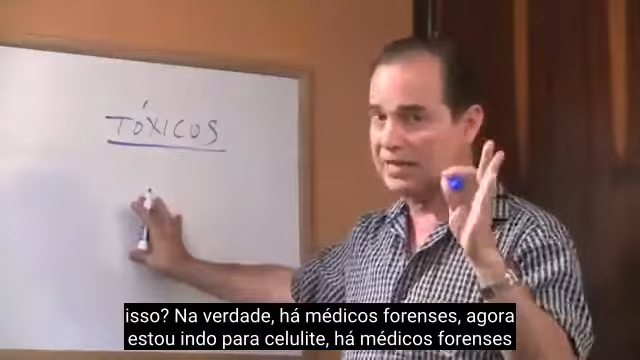 TÓXICOS
isso? Na verdade, há médicos forenses, agora
estou indo para celulite, há médicos forenses